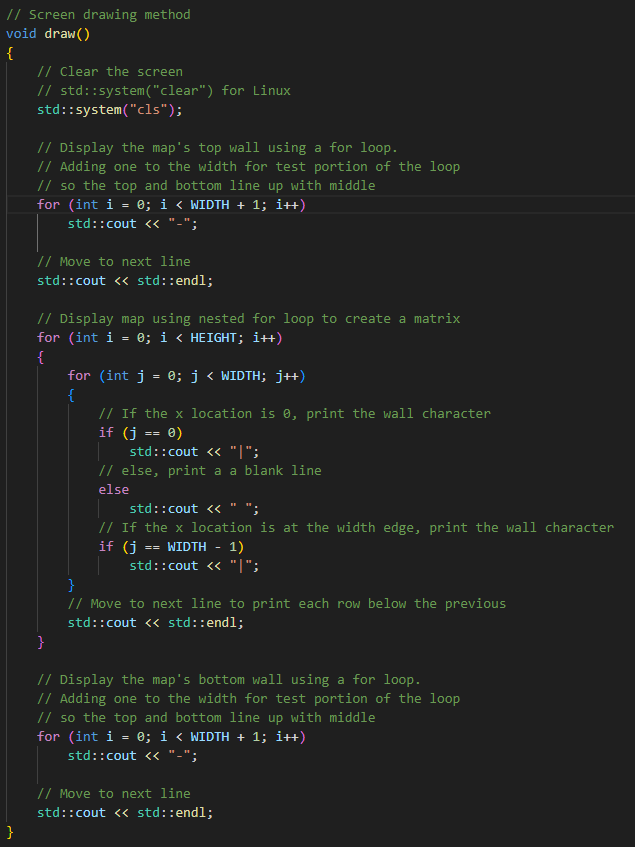 // Screen drawing method
void draw()
{
    // Clear the screen
    // std::system("clear") for Linux
    std::system("cls");

    // Display the map's top wall using a for loop.
    // Adding one to the width for test portion of the loop
    // so the top and bottom line up with middle
    for (int i = 0; i < WIDTH + 1; i++)
        std::cout << "-";

    // Move to next line
    std::cout << std::endl;

    // Display map using nested for loop to create a matrix
    for (int i = 0; i < HEIGHT; i++)
    {
        for (int j = 0; j < WIDTH; j++)
        {
            // If the x location is 0, print the wall character
            if (j == 0)
                std::cout << "|";
            // else, print a a blank line
            else
                std::cout << " ";
            // If the x location is at the width edge, print the wall character
            if (j == WIDTH - 1)
                std::cout << "|";
        }
        // Move to next line to print each row below the previous
        std::cout << std::endl;
    }

    // Display the map's bottom wall using a for loop.
    // Adding one to the width for test portion of the loop
    // so the top and bottom line up with middle
    for (int i = 0; i < WIDTH + 1; i++)
        std::cout << "-";

    // Move to next line
    std::cout << std::endl;
}